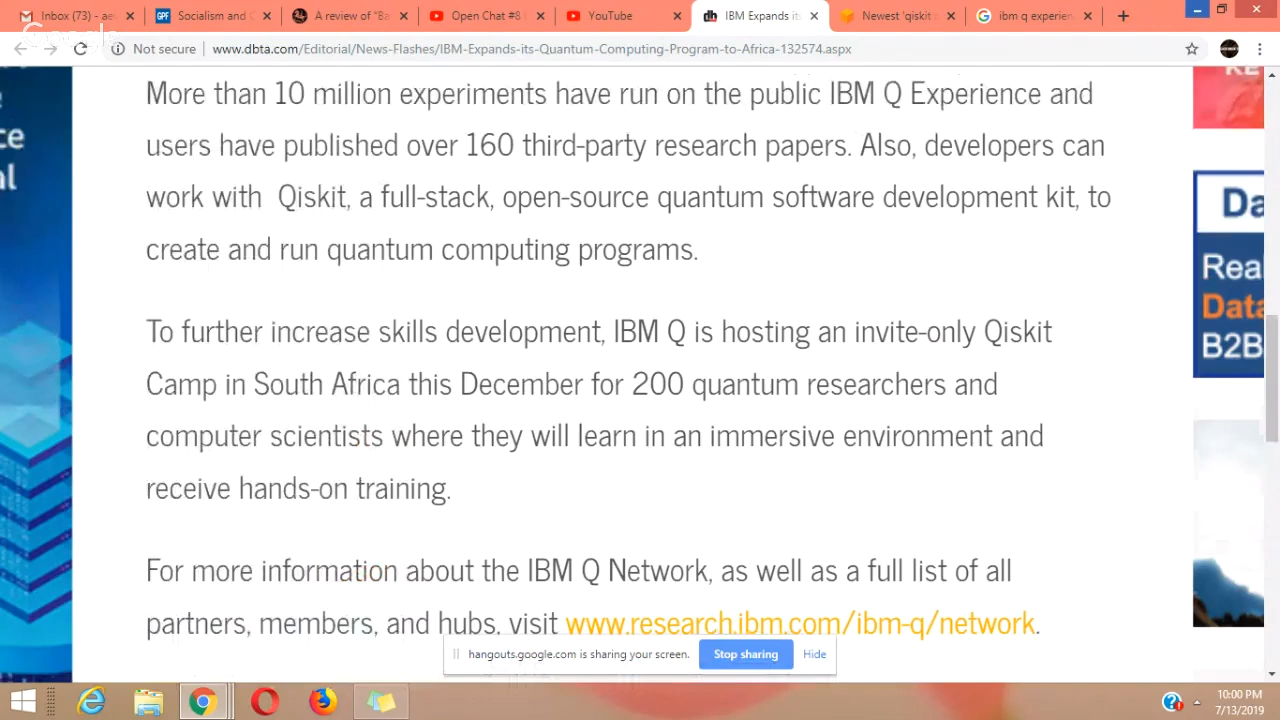 Inbox (73) - aev
Socialism and C
A review of "Ba
Open Chat #8 (
YouTube
IBM Expands its
Newest 'qiskit
ibm q experien
Not secure
www.dbta.com/Editorial/News-Flashes/IBM-Expands-its-Quantum-Computing-Program-to-Africa-132574.aspx
More than 10 million experiments have run on the public IBM Q Experience and
users have published over 160 third-party research papers. Also, developers can
work with Qiskit, a full-stack, open-source quantum software development kit, to
create and run quantum computing programs.
To further increase skills development, IBM Q is hosting an invite-only Qiskit
Camp in South Africa this December for 200 quantum researchers and
computer scientists where they will learn in an immersive environment and
receive hands-on training.
For more information about the IBM Q Network, as well as a full list of all
partners, members, and hubs, visit www.research.ibm.com/ibm-q/network.
Da
Rea
Data
B2B
hangouts.google.com is sharing your screen.
Stop sharing
Hide
10:00 PM
7/13/2019